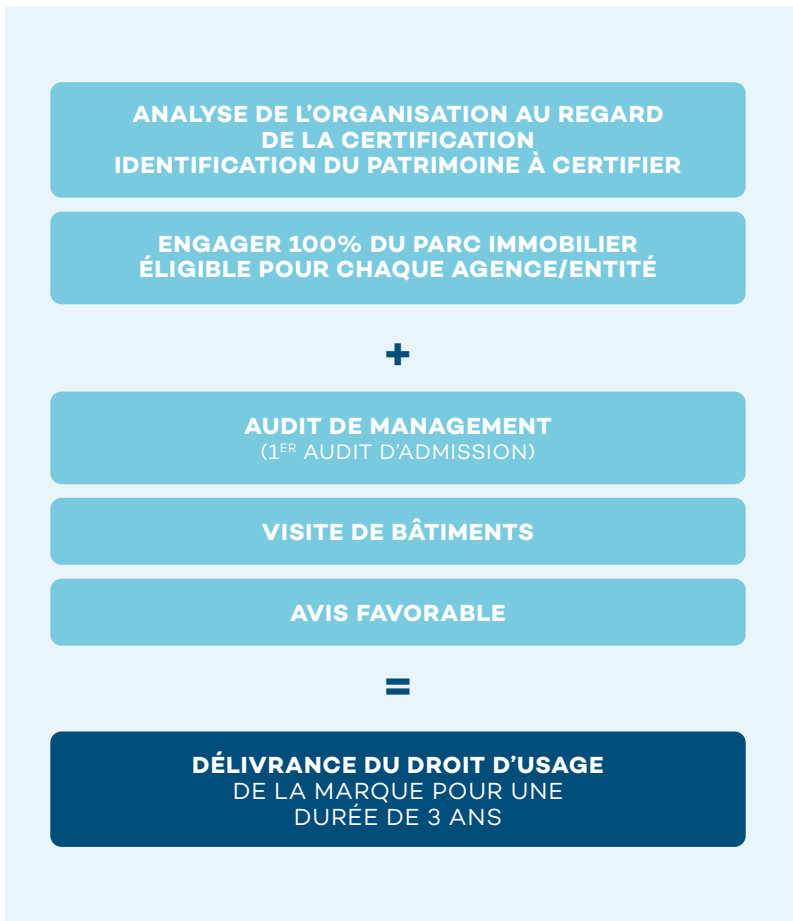 ANALYSE DE L’ORGANISATION AU REGARD
DE LA CERTIFICATION
IDENTIFICATION DU PATRIMOINE À CERTIFIER
ENGAGER 100% DU PARC IMMOBILIER
ÉLIGIBLE POUR CHAQUE AGENCE/ENTITÉ
+
AUDIT DE MANAGEMENT
(1ER AUDIT D’ADMISSION)
VISITE DE BÂTIMENTS
AVIS FAVORABLE
=
DÉLIVRANCE DU DROIT D’USAGE
DE LA MARQUE POUR UNE
DURÉE DE 3 ANS